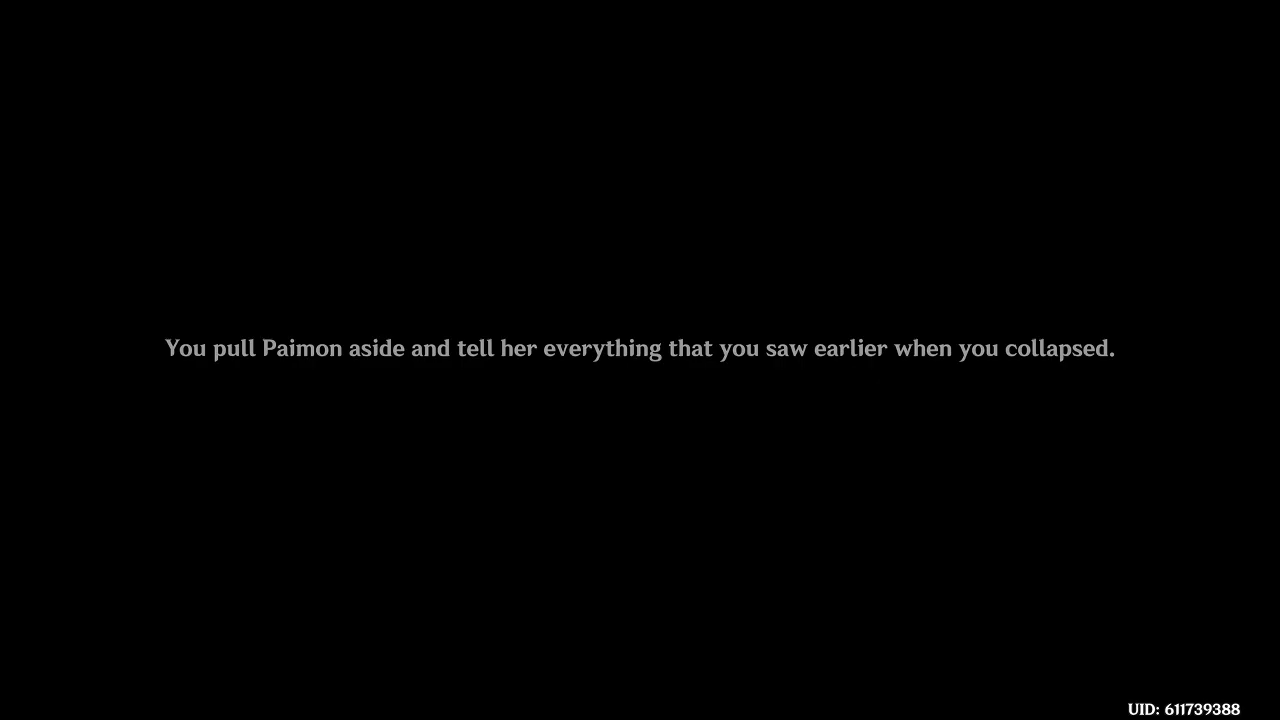 You pull Paimon aside and tell her everything that you saw earlier when you collapsed.
UID: 611739388